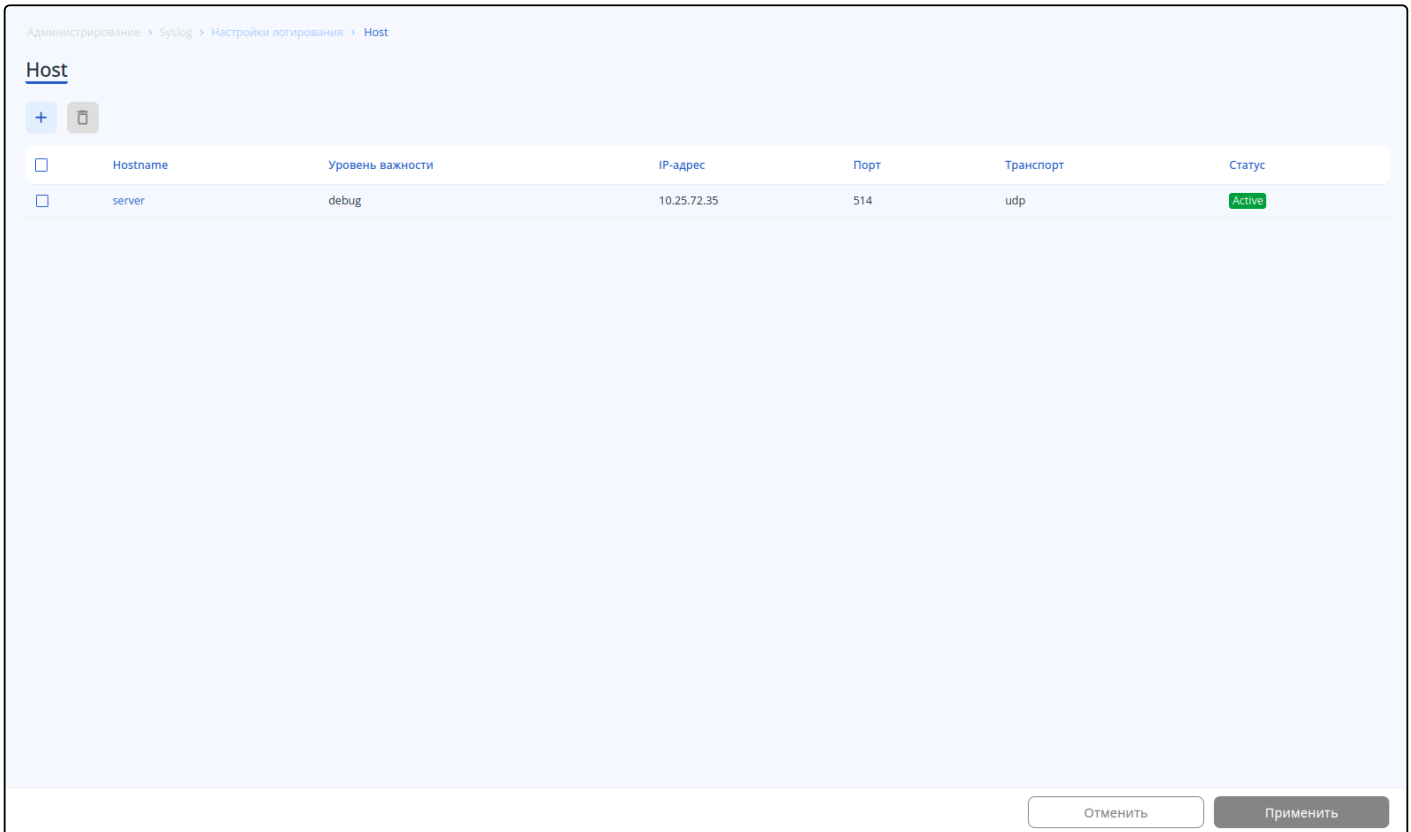 Администрирование › Syslog › Настройки логирования › Host
Host
+
Hostname Уровень важности IP-адрес Порт Транспорт Статус
server debug 10.25.72.35 514 udp Active
Отменить Применить